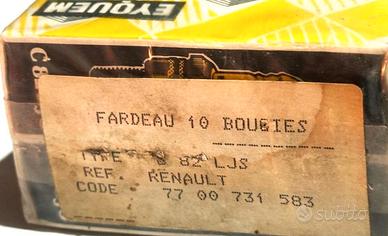 EYQUEM
FARDEAU 10 BOUGIES
TYPE 82 LJS
REF. RENAULT
CODE 77 00 731 583
subito